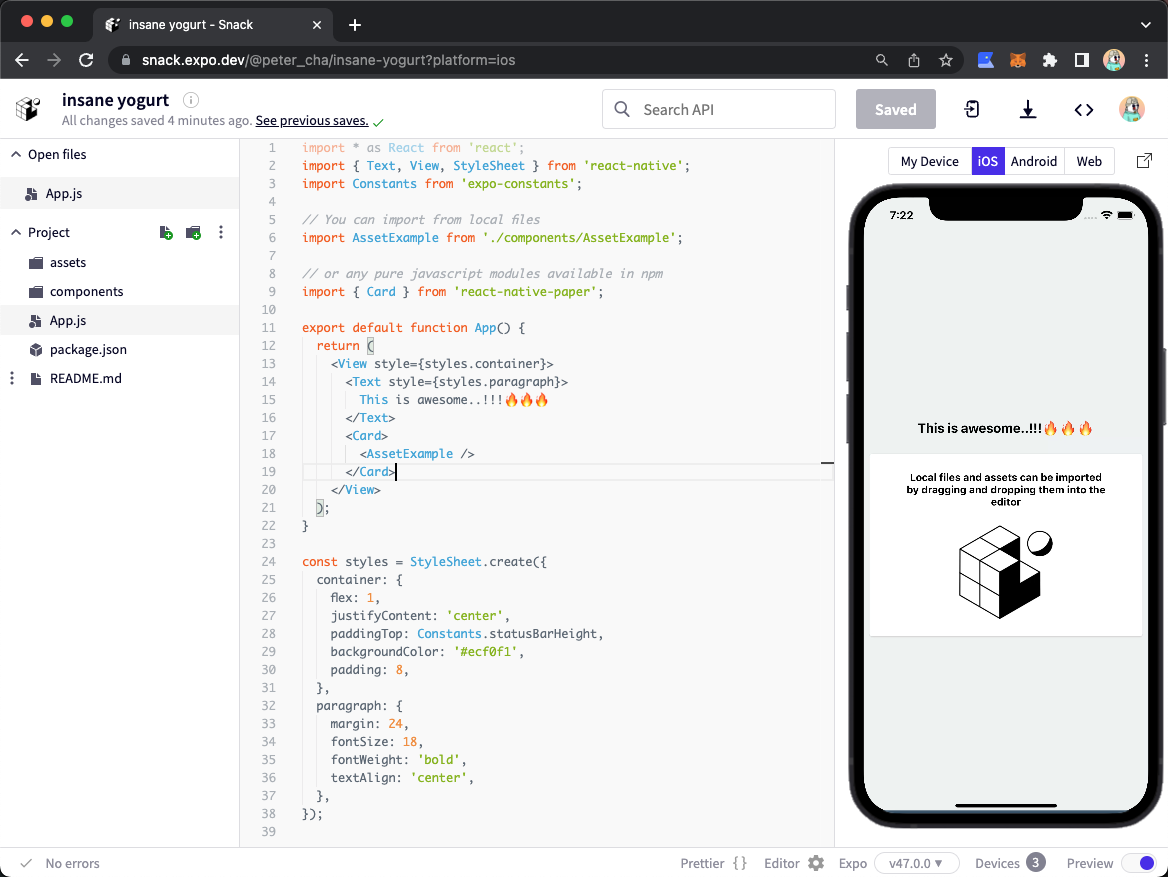 insane yogurt - Snack
snack.expo.dev/@peter_cha/insane-yogurt?platform=ios
insane yogurt
All changes saved 4 minutes ago. See previous saves.
Search API
Saved
Open files
App.js
Project
assets
components
App.js
package.json
README.md
1 import * as React from 'react';
2 import { Text, View, StyleSheet } from 'react-native';
3 import Constants from 'expo-constants';
4
5 // You can import from local files
6 import AssetExample from './components/AssetExample';
7
8 // or any pure javascript modules available in npm
9 import { Card } from 'react-native-paper';
10
11 export default function App() {
12 return (
13 <View style={styles.container}>
14 <Text style={styles.paragraph}>
15 This is awesome..!!!🔥🔥🔥
16 </Text>
17 <Card>
18 <AssetExample />
19 </Card>
20 </View>
21 );
22 }
23
24 const styles = StyleSheet.create({
25 container: {
26 flex: 1,
27 justifyContent: 'center',
28 paddingTop: Constants.statusBarHeight,
29 backgroundColor: '#ecf0f1',
30 padding: 8,
31 },
32 paragraph: {
33 margin: 24,
34 fontSize: 18,
35 fontWeight: 'bold',
36 textAlign: 'center',
37 },
38 });
39
My Device iOS Android Web
7:22
This is awesome..!!!🔥🔥🔥
Local files and assets can be imported
by dragging and dropping them into the
editor
No errors
Prettier {} Editor Expo v47.0.0 ▼ Devices 3 Preview